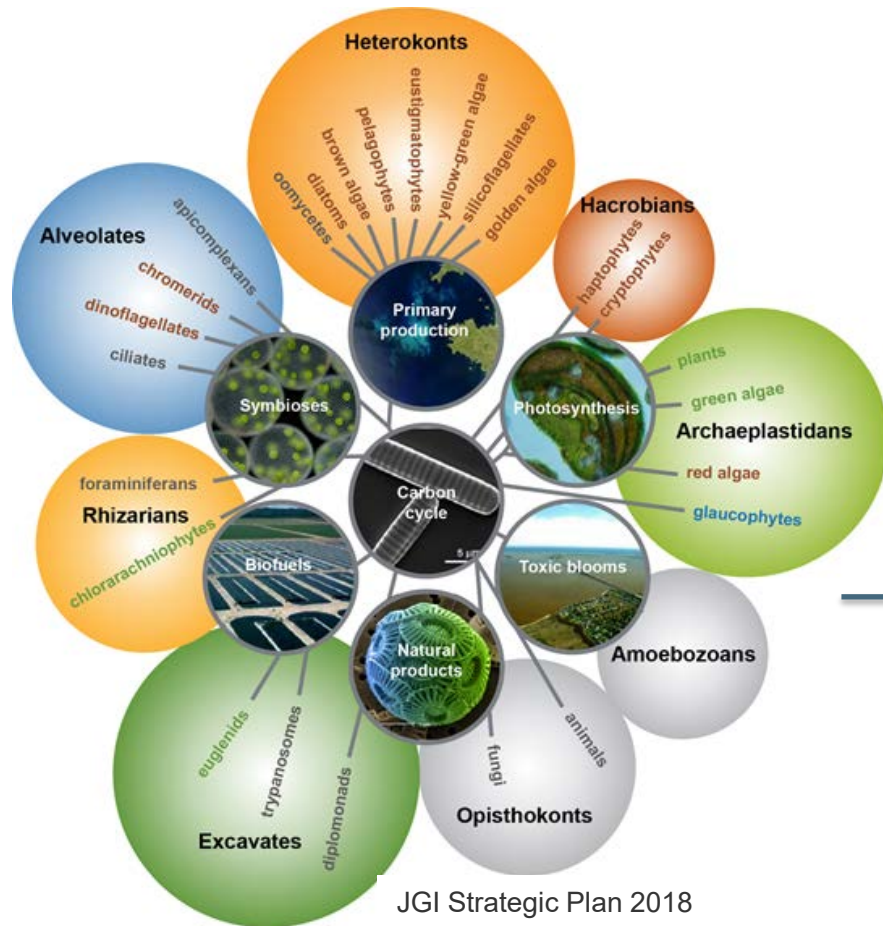 Heterokonts
oomycetes
diatoms
brown algae
pelagophytes
eustigmatophytes
yellow-green algae
silicoflagellates
golden algae
Hacrobians
haptophytes
cryptophytes
Alveolates
apicomplexans
chromerids
dinoflagellates
ciliates
Primary
production
Symbioses
Photosynthesis
plants
green algae
Archaeplastidans
red algae
glaucophytes
foraminiferans
Rhizarians
chlorarachniophytes
Carbon
cycle
5 µm
Biofuels
Toxic blooms
Natural
products
Amoebozoans
euglenids
trypanosomes
diplomonads
Excavates
fungi
animals
Opisthokonts
JGI Strategic Plan 2018